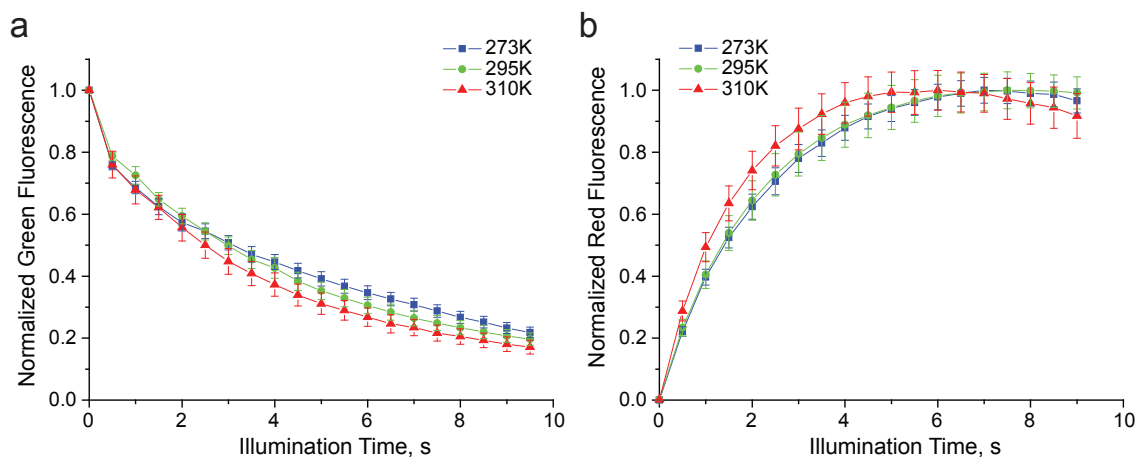 a
273K
295K
310K
Normalized Green Fluorescence
1.0
0.8
0.6
0.4
0.2
0.0
0 2 4 6 8 10
Illumination Time, s
b
273K
295K
310K
Normalized Red Fluorescence
1.0
0.8
0.6
0.4
0.2
0.0
0 2 4 6 8 10
Illumination Time, s